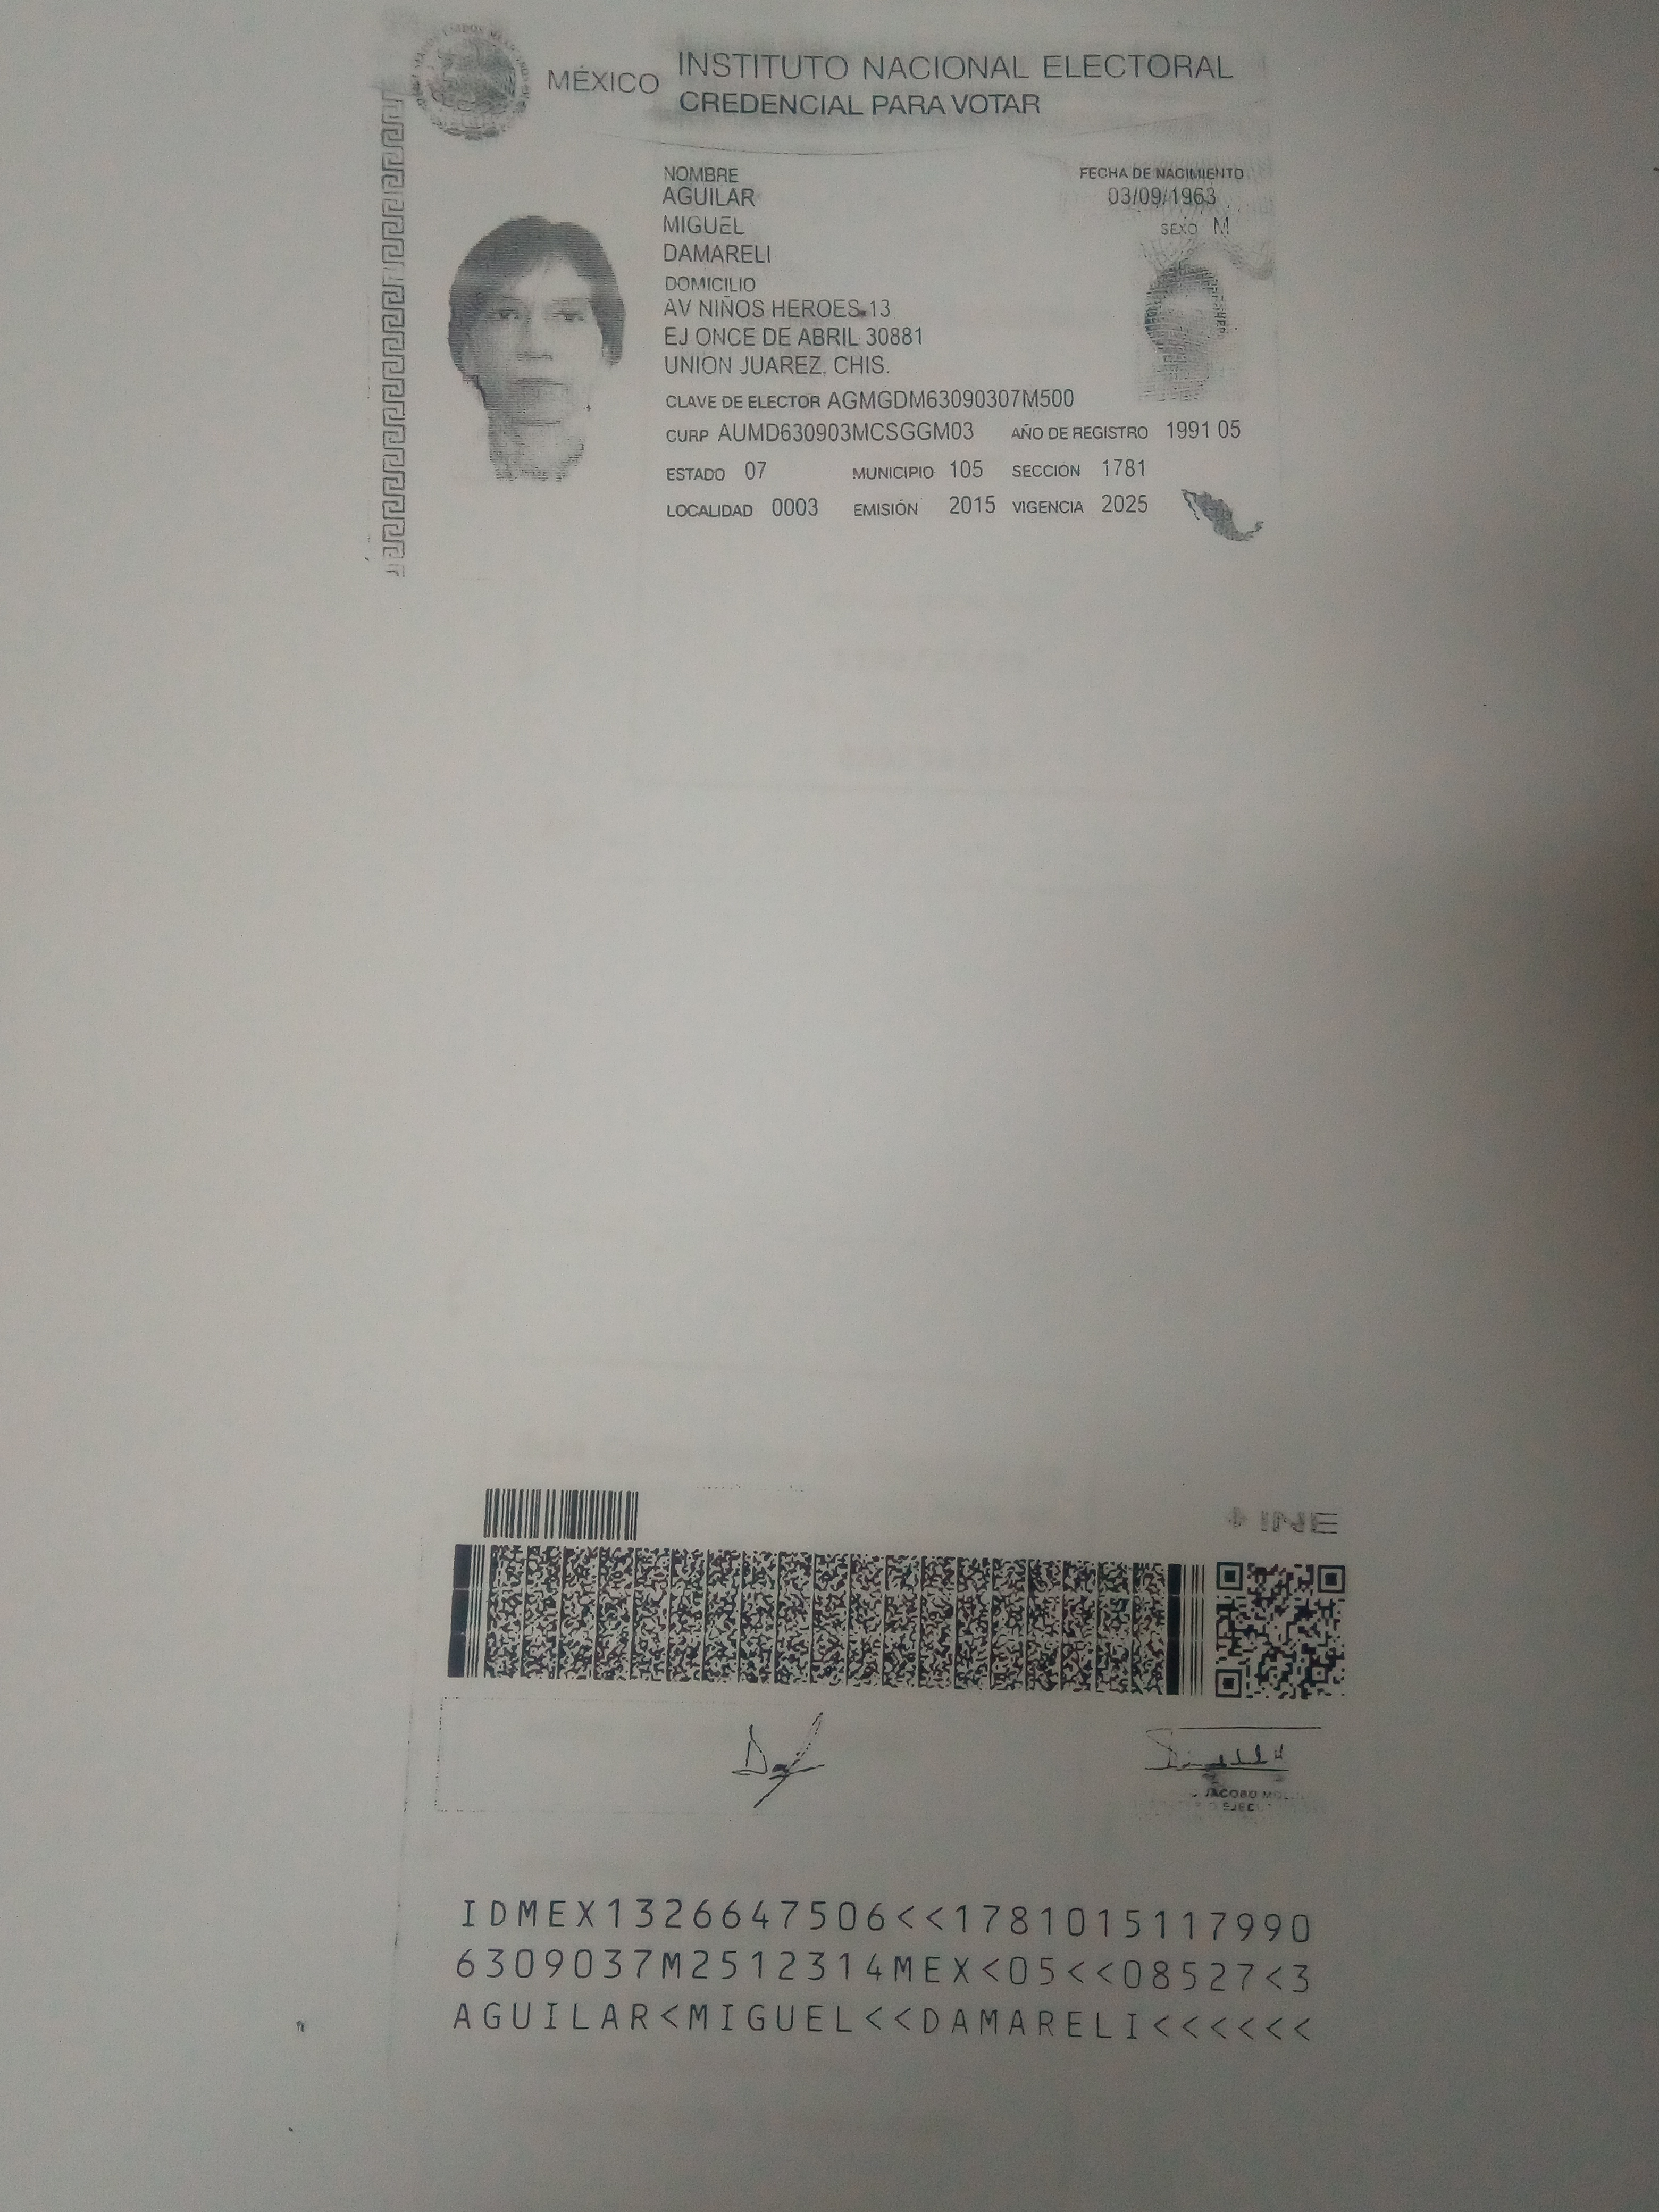 MÉXICO
INSTITUTO NACIONAL ELECTORAL
CREDENCIAL PARA VOTAR
NOMBRE
AGUILAR
MIGUEL
DAMARELI
FECHA DE NACIMIENTO
03/09/1963
SEXO M
DOMICILIO
AV NIÑOS HEROES 13
EJ ONCE DE ABRIL 30881
UNION JUAREZ, CHIS.
CLAVE DE ELECTOR AGMGDM63090307M500
CURP AUMD630903MCSGGM03 AÑO DE REGISTRO 1991 05
ESTADO 07 MUNICIPIO 105 SECCIÓN 1781
LOCALIDAD 0003 EMISIÓN 2015 VIGENCIA 2025
INE
JACOBO
IDMEX1326647506<<1781015117990
6309037M2512314MEX<05<<08527<3
AGUILAR<MIGUEL<<DAMARELI<<<<<<